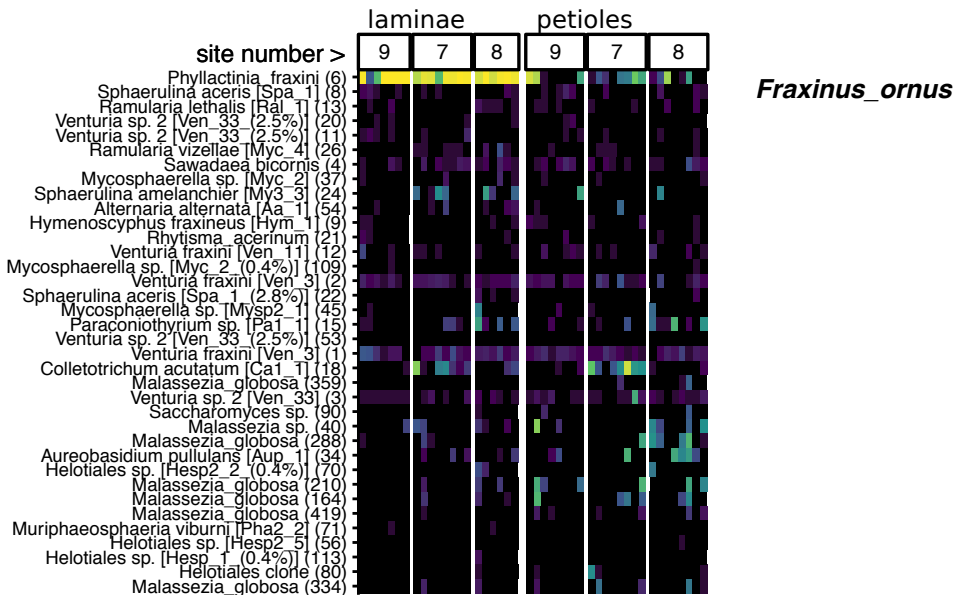 laminae petioles
site number > 9 7 8 9 7 8
Fraxinus_ornus
Phyllactinia_fraxini (6)
Sphaerulina aceris [Spa_1] (8)
Ramularia lethalis [Ral_1] (13)
Venturia sp. 2 [Ven_33_(2.5%)] (20)
Venturia sp. 2 [Ven_33_(2.5%)] (11)
Ramularia vizellae [Myc_4] (26)
Sawadaea bicornis (4)
Mycosphaerella sp. [Myc_2] (37)
Sphaerulina amelanchier [My3_3] (24)
Alternaria alternata [Aa_1] (54)
Hymenoscyphus fraxineus [Hym_1] (9)
Rhytisma_acerinum (21)
Venturia fraxini [Ven_11] (12)
Mycosphaerella sp. [Myc_2_(0.4%)] (109)
Venturia fraxini [Ven_3] (2)
Sphaerulina aceris [Spa_1_(2.8%)] (22)
Mycosphaerella sp. [Mysp2_1] (45)
Paraconiothyrium sp. [Pa1_1] (15)
Venturia sp. 2 [Ven_33_(2.5%)] (53)
Venturia fraxini [Ven_3] (1)
Colletotrichum acutatum [Ca1_1] (18)
Malassezia_globosa (359)
Venturia sp. 2 [Ven_33] (3)
Saccharomyces sp. (90)
Malassezia sp. (40)
Malassezia_globosa (288)
Aureobasidium pullulans [Aup_1] (34)
Helotiales sp. [Hesp2_2_(0.4%)] (70)
Malassezia_globosa (210)
Malassezia_globosa (164)
Malassezia_globosa (419)
Muriphaeosphaeria viburni [Pha2_2] (71)
Helotiales sp. [Hesp2_5] (56)
Helotiales sp. [Hesp_1_(0.4%)] (113)
Helotiales clone (80)
Malassezia_globosa (334)